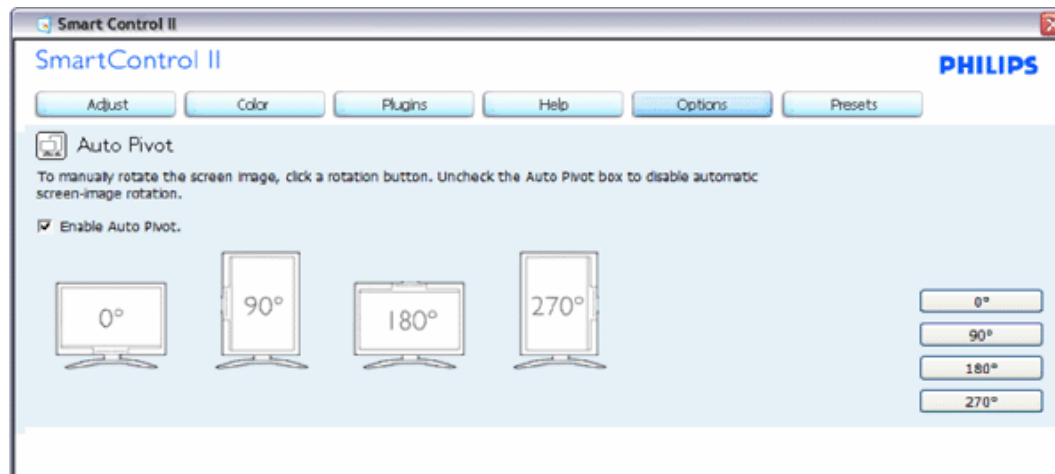 Smart Control II
SmartControl II
PHILIPS
Adjust Color Plugins Help Options Presets
Auto Pivot
To manually rotate the screen image, click a rotation button. Uncheck the Auto Pivot box to disable automatic
screen-image rotation.
Enable Auto Pivot.
0° 90° 180° 270°
0°
90°
180°
270°